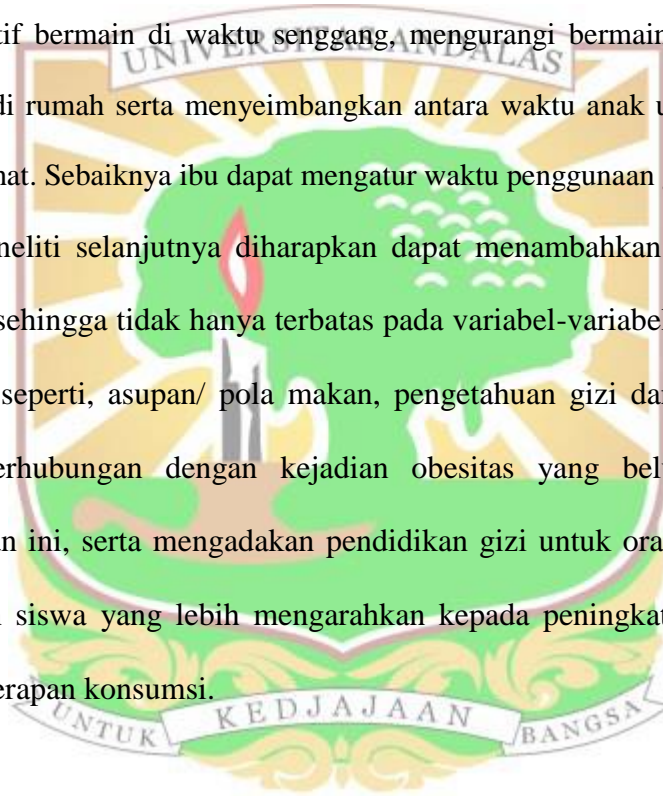 tif bermain di waktu senggang, mengurangi bermain
UNIVERSITAS ANDALAS
di rumah serta menyeimbangkan antara waktu anak u
hat. Sebaiknya ibu dapat mengatur waktu penggunaan
neliti selanjutnya diharapkan dapat menambahkan
sehingga tidak hanya terbatas pada variabel-variabel
seperti, asupan/ pola makan, pengetahuan gizi dan
erhubungan dengan kejadian obesitas yang bel
an ini, serta mengadakan pendidikan gizi untuk ora
siswa yang lebih mengarahkan kepada peningkat
erapan konsumsi.
UNTUK KEDJAJAAN BANGSA